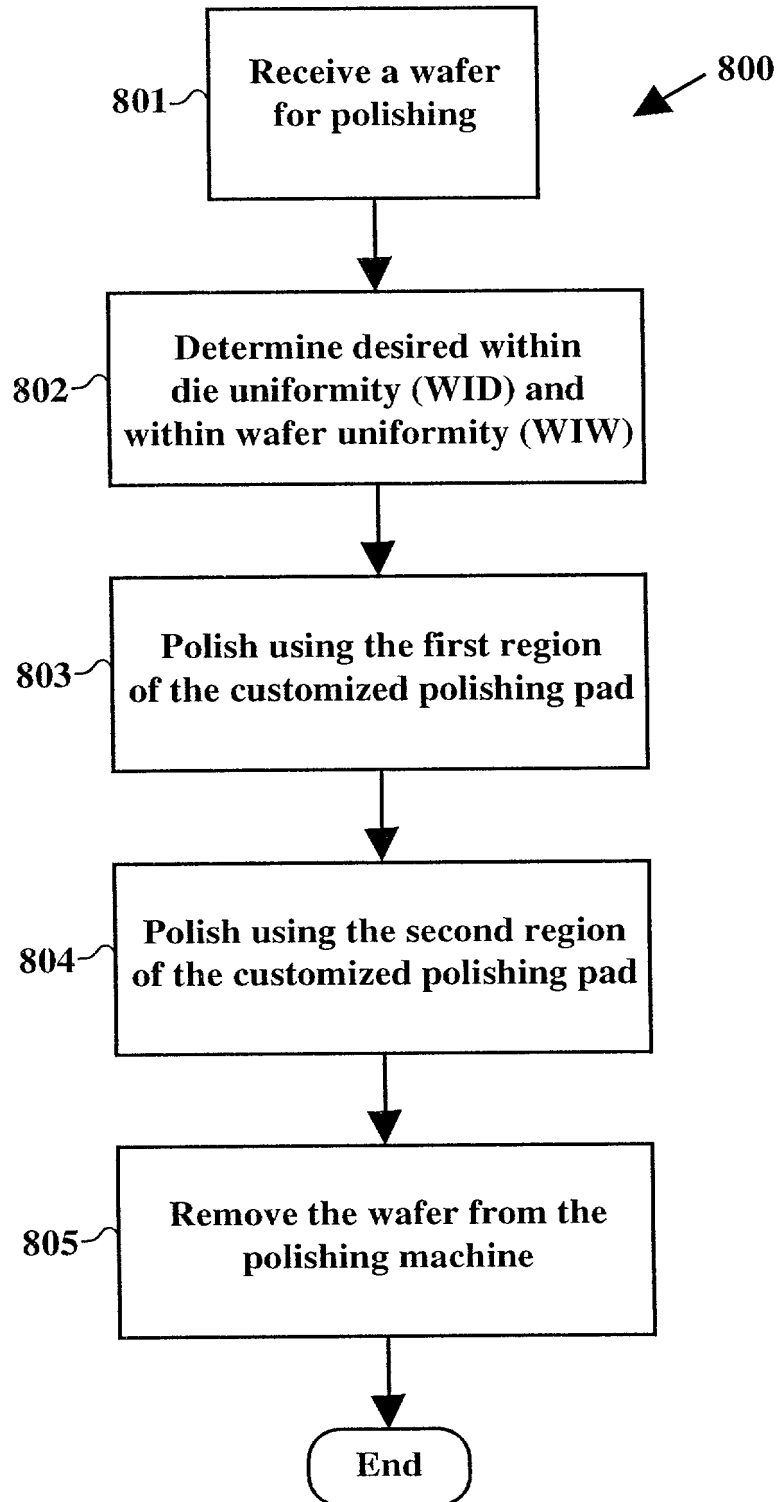 Receive a wafer
for polishing
801
800
Determine desired within
die uniformity (WID) and
within wafer uniformity (WIW)
802
Polish using the first region
of the customized polishing pad
803
Polish using the second region
of the customized polishing pad
804
Remove the wafer from the
polishing machine
805
End